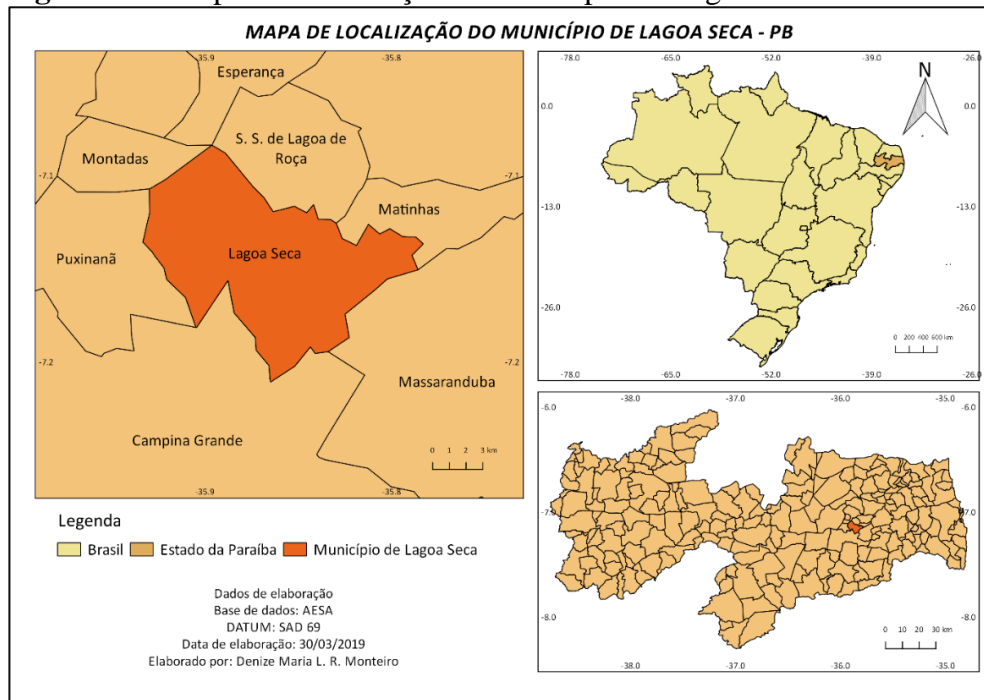 MAPA DE LOCALIZAÇÃO DO MUNICÍPIO DE LAGOA SECA - PB
-35.9 -35.8
Esperança
S. S. de Lagoa de
Roça
Montadas
-7.1 -7.1
Matinhas
Puxinanã
Lagoa Seca
-7.2 -7.2
Massaranduba
Campina Grande
0 1 2 3 km
-35.9 -35.8
-78.0 -65.0 -52.0 -39.0 -26.0
N
0.0 0.0
-13.0 -13.0
-26.0 -26.0
0 200 400 600 km
-78.0 -65.0 -52.0 -39.0 -26.0
-38.0 -37.0 -36.0 -35.0
-6.0 -6.0
-7.0 -7.0
-8.0 -8.0
0 10 20 30 km
-38.0 -37.0 -36.0 -35.0
Legenda
Brasil Estado da Paraíba Município de Lagoa Seca
Dados de elaboração
Base de dados: AESA
DATUM: SAD 69
Data de elaboração: 30/03/2019
Elaborado por: Denize Maria L. R. Monteiro